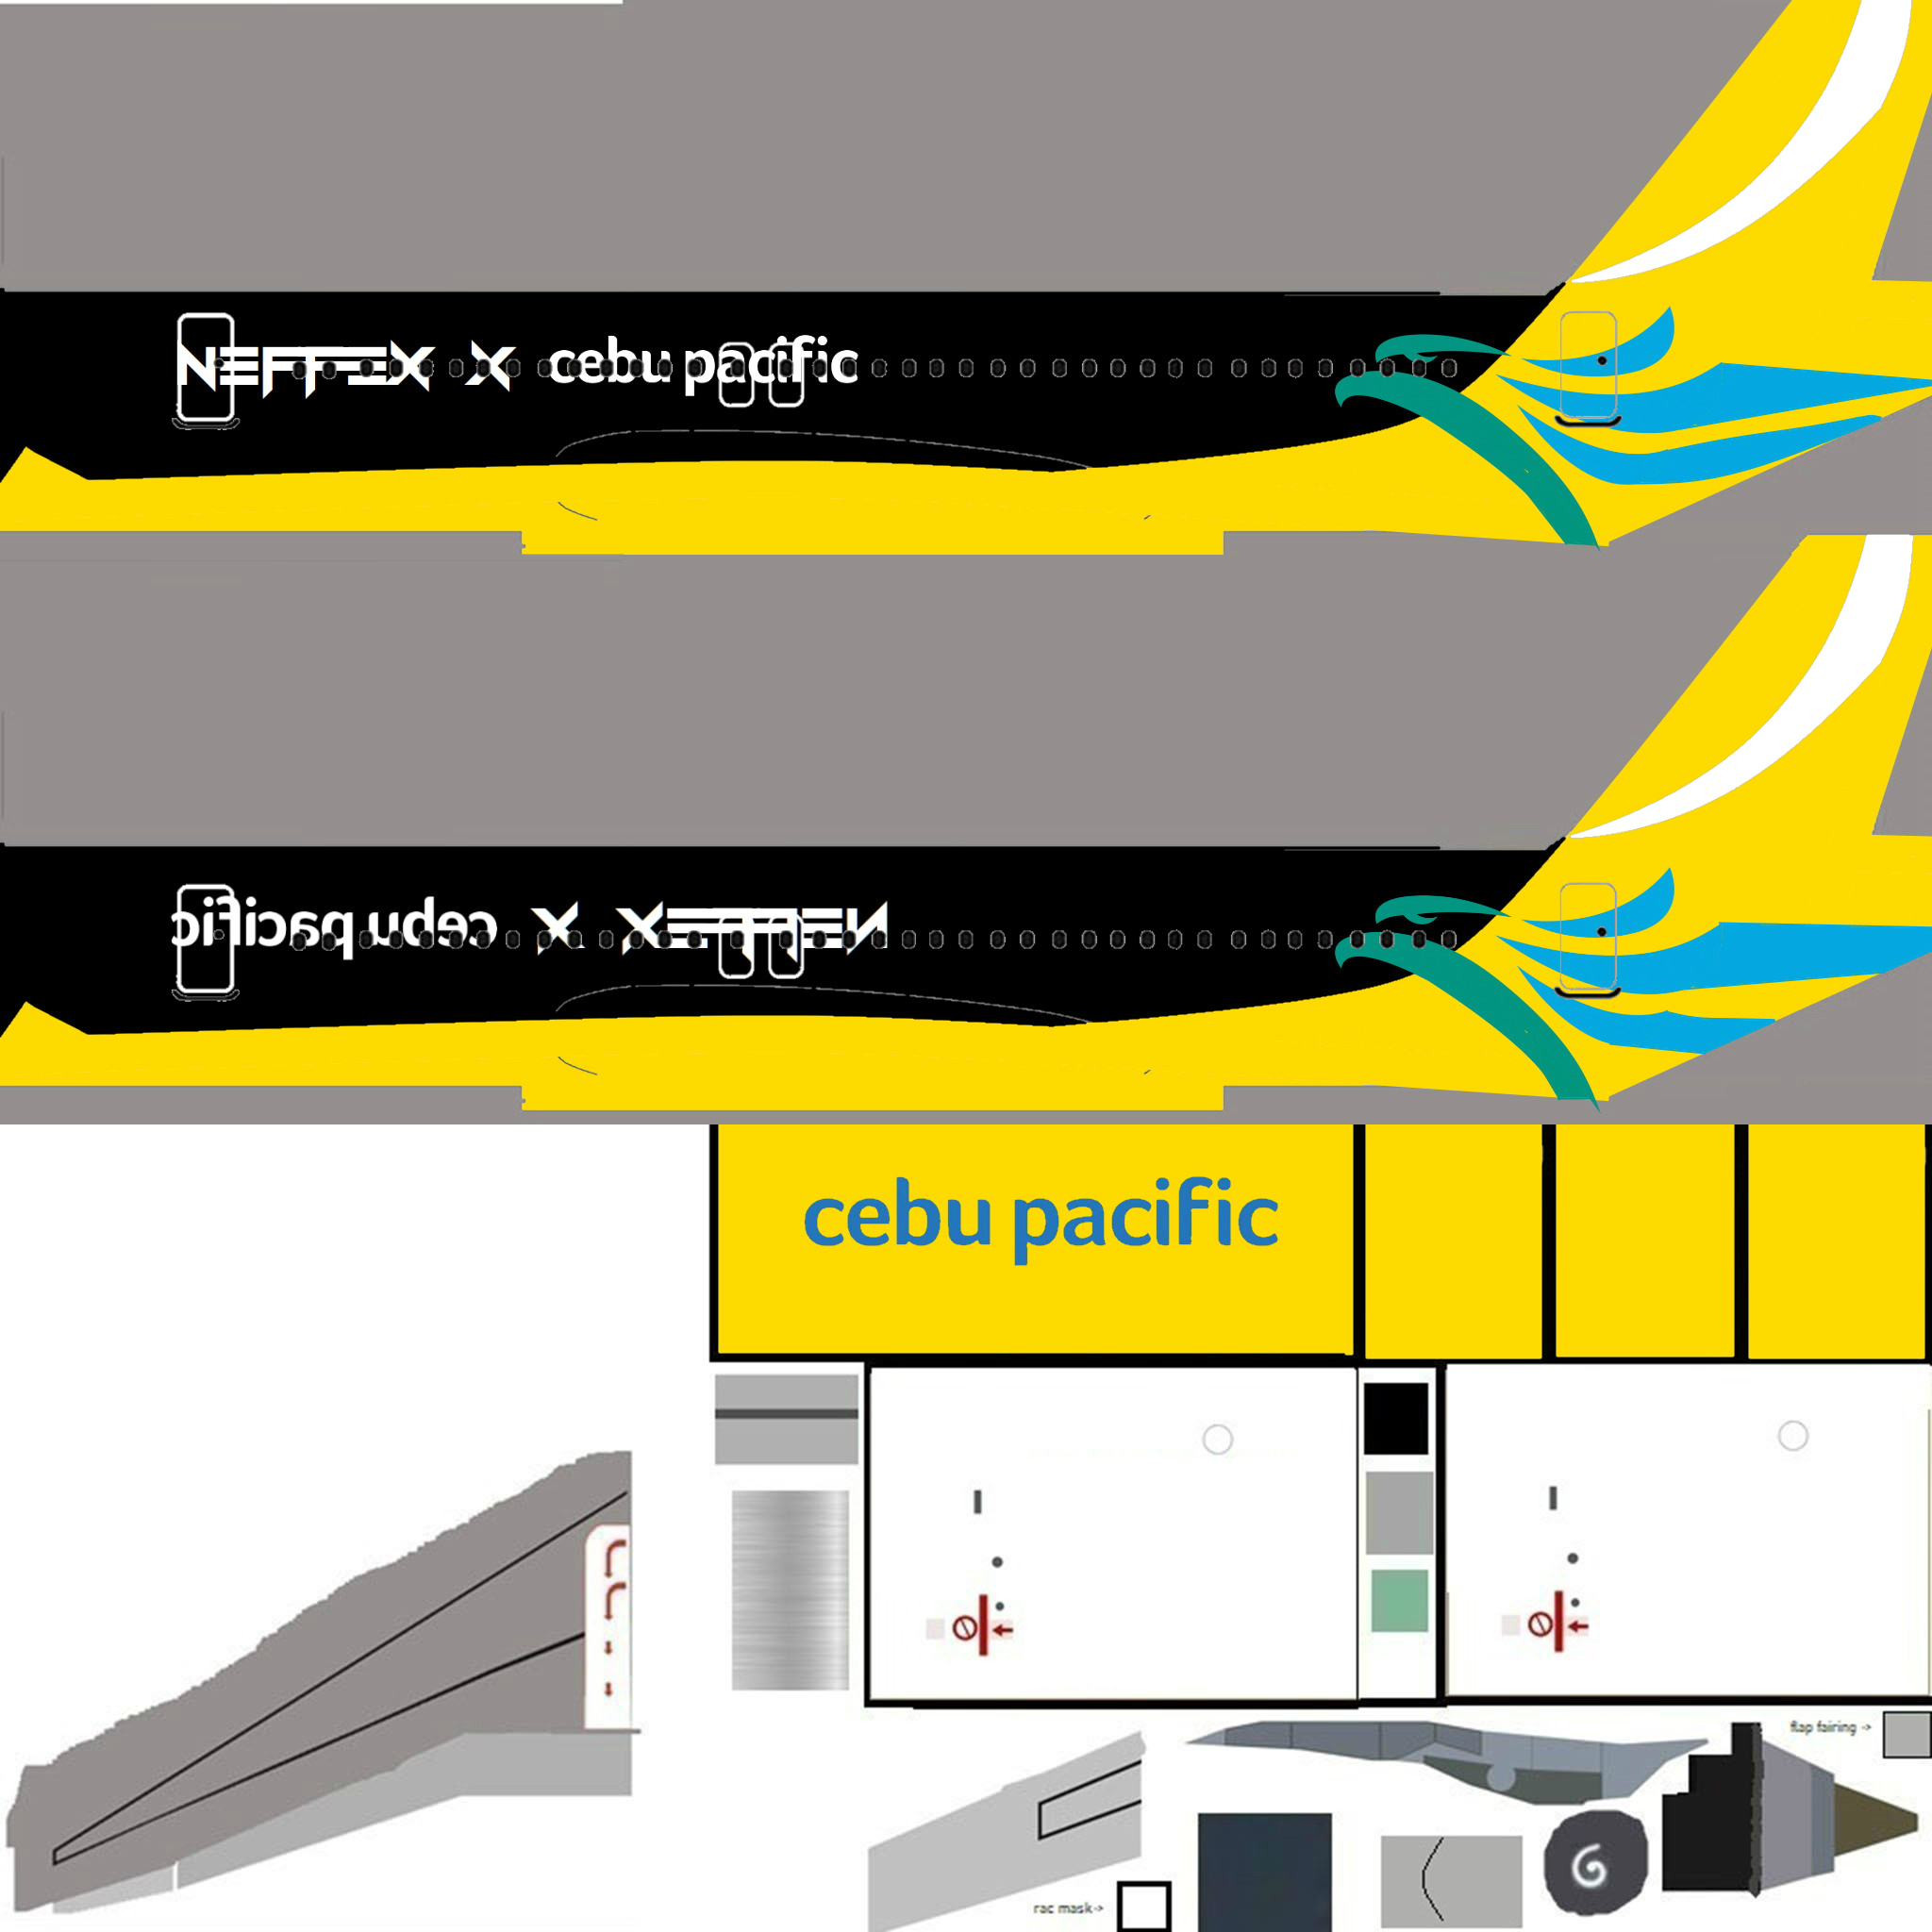 NEFFEX X cebu pacific
cebu pacific X NEFFEX
cebu pacific
flap fairing ->
rac mask->